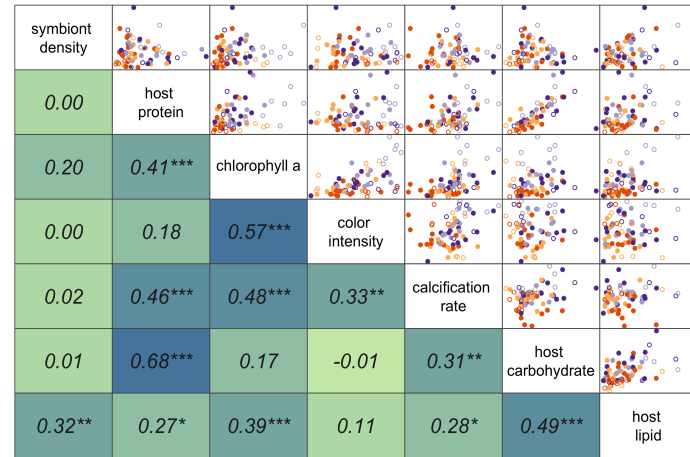 symbiont
density
0.00
host
protein
0.20
0.41***
chlorophyll a
0.00
0.18
0.57***
color
intensity
0.02
0.46***
0.48***
0.33**
calcification
rate
0.01
0.68***
0.17
-0.01
0.31**
host
carbohydrate
0.32**
0.27*
0.39***
0.11
0.28*
0.49***
host
lipid